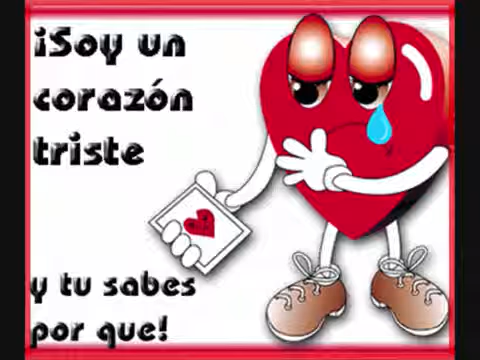 ¡Soy un
corazón
triste
y tu sabes
por que!